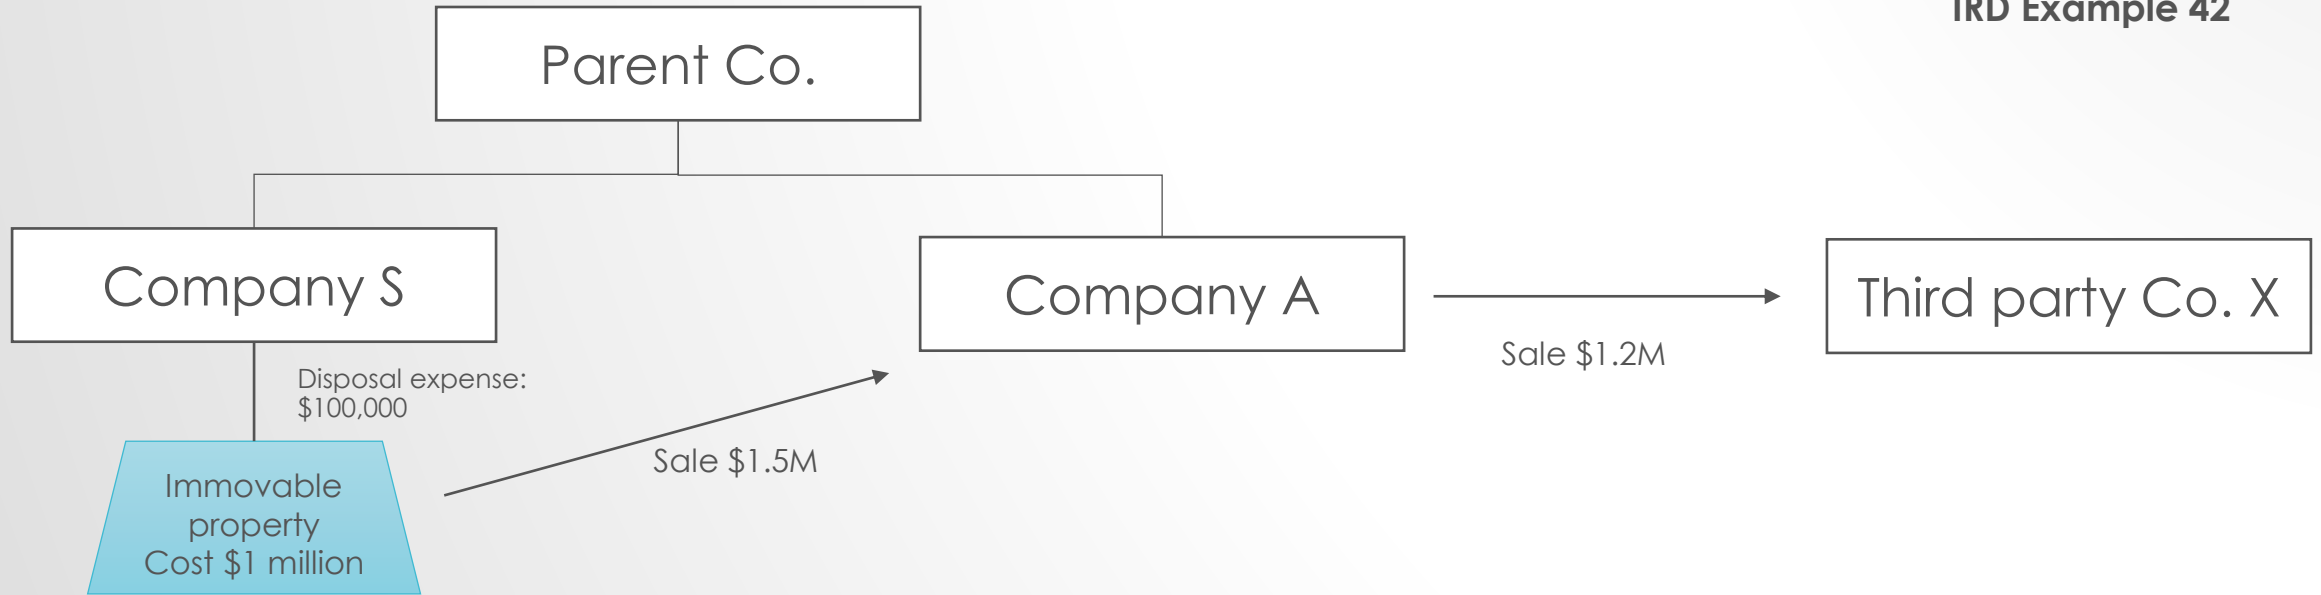 IRD Example 42
Parent Co.
Company S
Company A
Third party Co. X
Sale $1.2M
Disposal expense:
$100,000
Sale $1.5M
Immovable
property
Cost $1 million